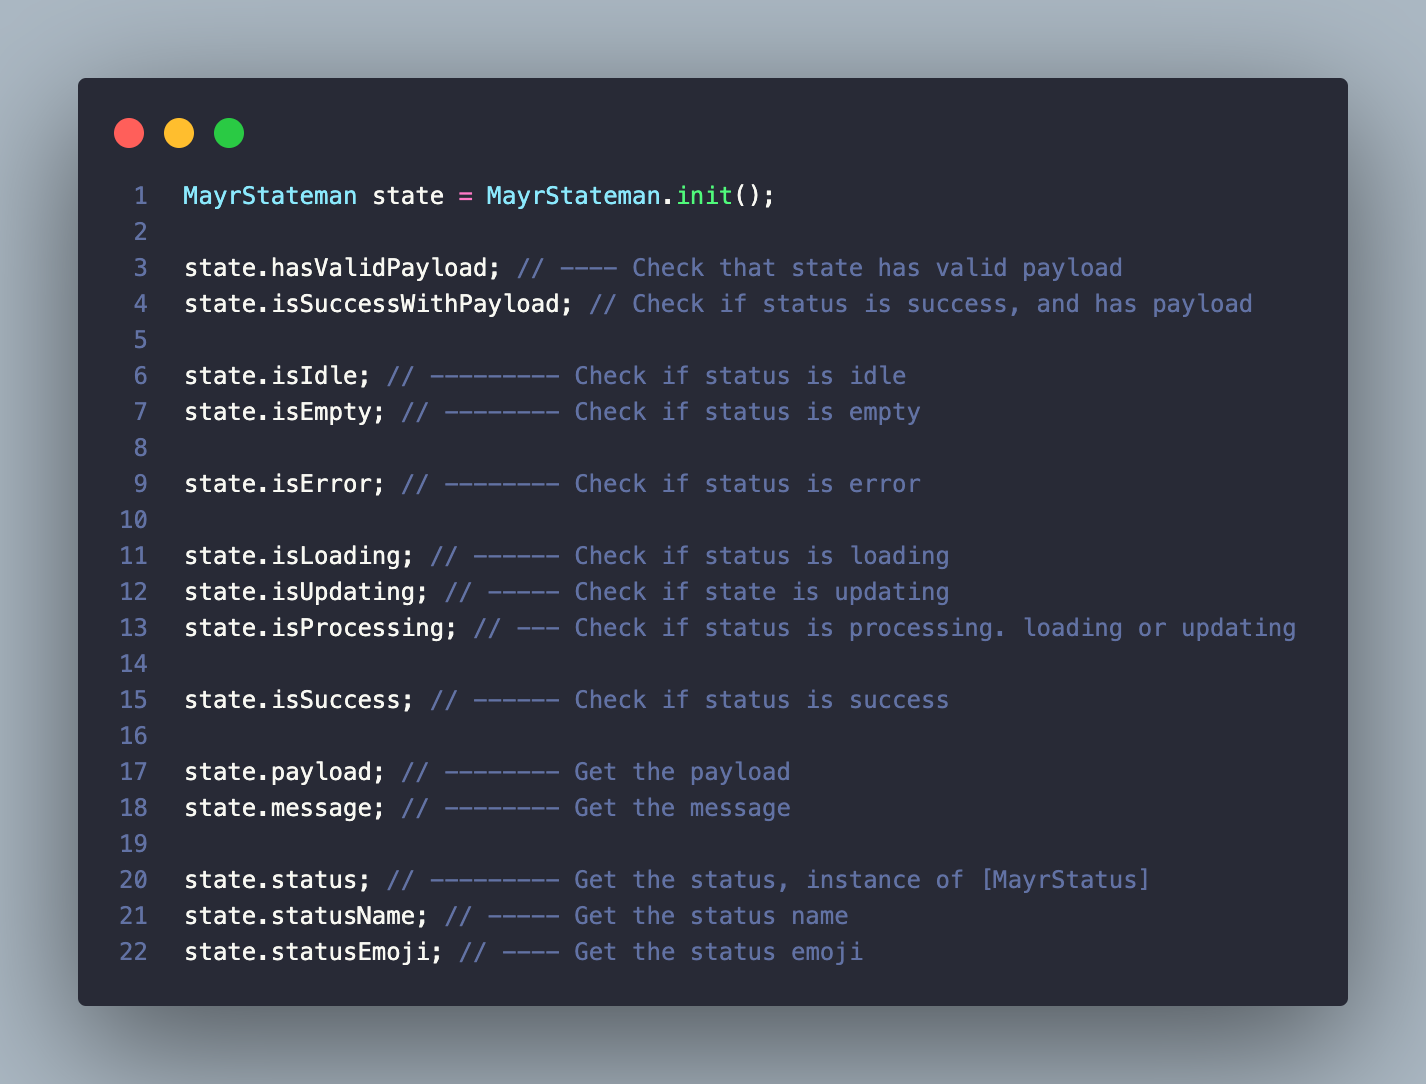 1 MayrStateman state = MayrStateman.init();
2
3 state.hasValidPayload; // ---- Check that state has valid payload
4 state.isSuccessWithPayload; // Check if status is success, and has payload
5
6 state.isIdle; // --------- Check if status is idle
7 state.isEmpty; // -------- Check if status is empty
8
9 state.isError; // -------- Check if status is error
10
11 state.isLoading; // ------ Check if status is loading
12 state.isUpdating; // ----- Check if state is updating
13 state.isProcessing; // --- Check if status is processing. loading or updating
14
15 state.isSuccess; // ------ Check if status is success
16
17 state.payload; // -------- Get the payload
18 state.message; // -------- Get the message
19
20 state.status; // --------- Get the status, instance of [MayrStatus]
21 state.statusName; // ----- Get the status name
22 state.statusEmoji; // ---- Get the status emoji